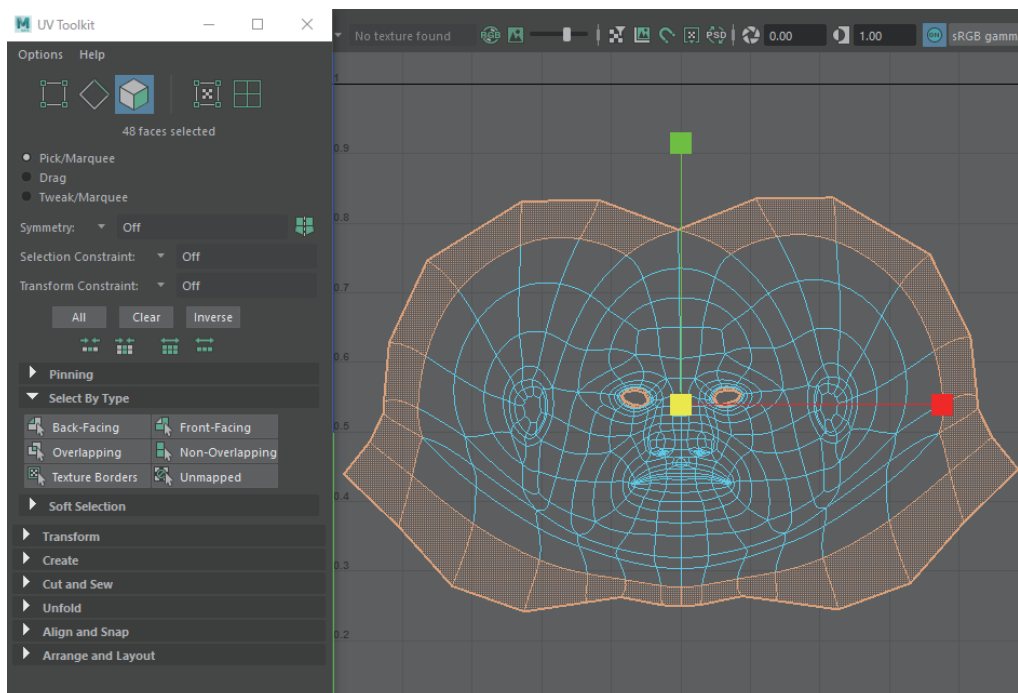 M UV Toolkit
Options Help
48 faces selected
Pick/Marquee
Drag
Tweak/Marquee
Symmetry: Off
Selection Constraint: Off
Transform Constraint: Off
All Clear Inverse
Pinning
Select By Type
Back-Facing Front-Facing
Overlapping Non-Overlapping
Texture Borders Unmapped
Soft Selection
Transform
Create
Cut and Sew
Unfold
Align and Snap
Arrange and Layout
No texture found RGB PSD 0.00 1.00 ON sRGB gamm
1
0.9
0.8
0.7
0.6
0.5
0.4
0.3
0.2